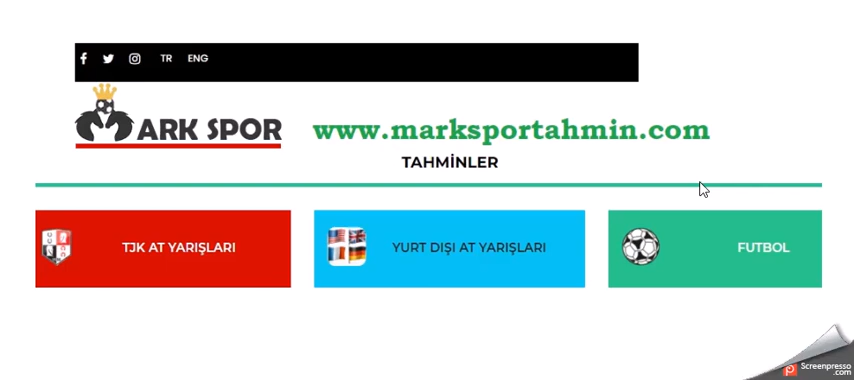 TR ENG
ARK SPOR
www.marksportahmin.com
TAHMİNLER
TJK AT YARIŞLARI
YURT DIŞI AT YARIŞLARI
FUTBOL
Screenpresso
.com